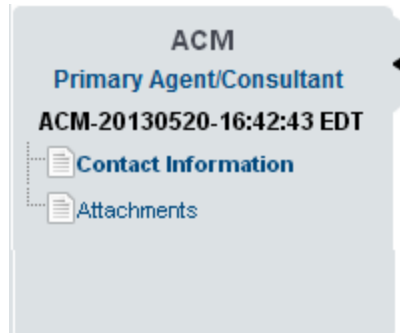 ACM
Primary Agent/Consultant
ACM-20130520-16:42:43 EDT
Contact Information
Attachments